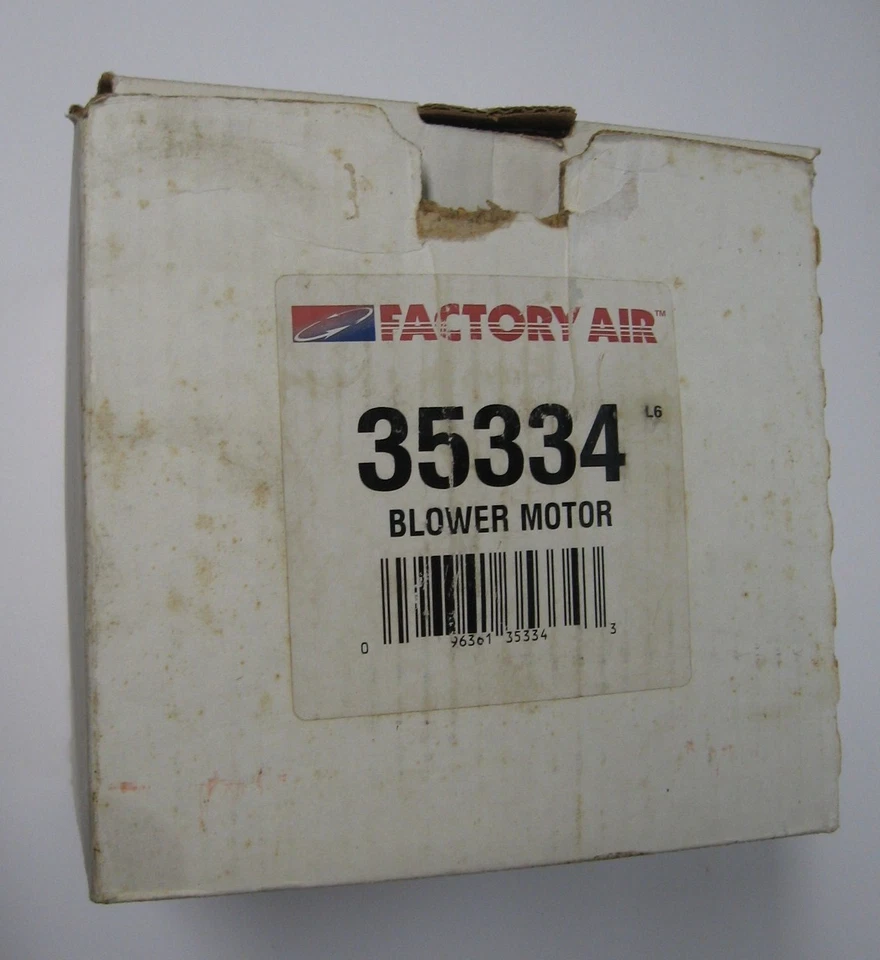 FACTORY AIR™
35334 L6
BLOWER MOTOR
0 96361 35334 3